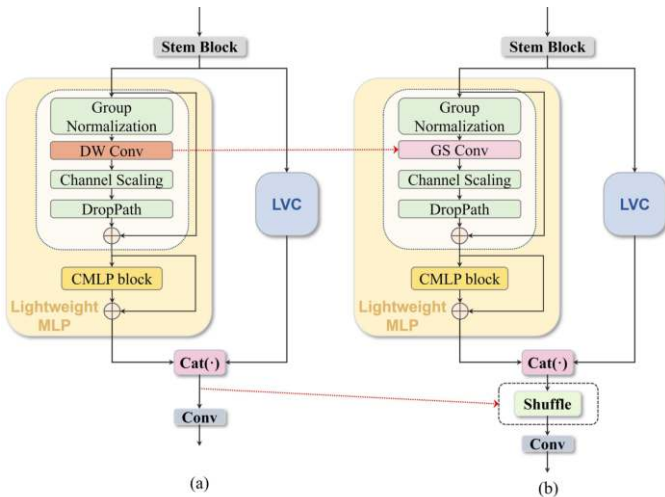 Stem Block
Group
Normalization
DW Conv
Channel Scaling
DropPath
LVC
CMLP block
Lightweight
MLP
Cat(·)
Conv
(a)
Stem Block
Group
Normalization
GS Conv
Channel Scaling
DropPath
LVC
CMLP block
Lightweight
MLP
Cat(·)
Shuffle
Conv
(b)